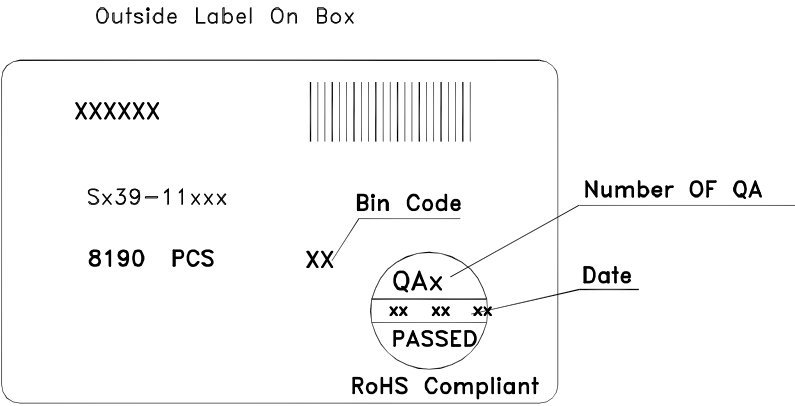 Outside Label On Box
XXXXXX
Sx39-11xxx
Bin Code
Number OF QA
8190 PCS
XX
QAx
Date
xx xx xx
PASSED
RoHS Compliant